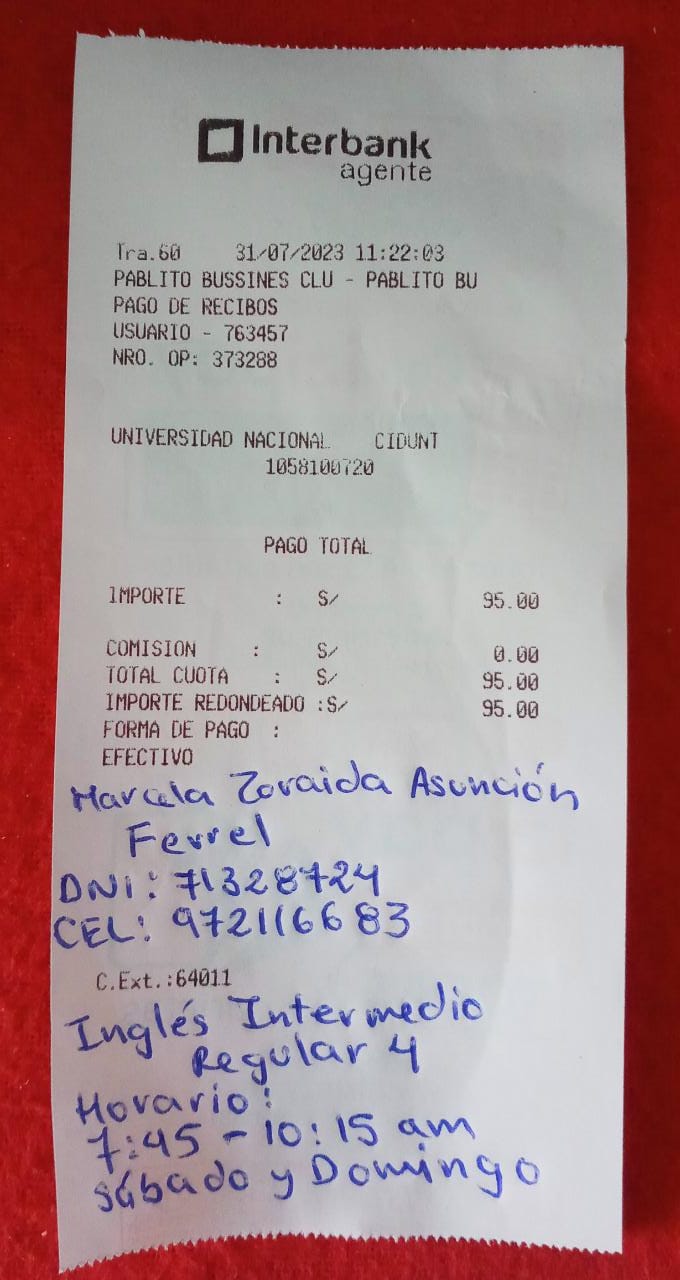 Interbank
agente
Tra.60 31/07/2023 11:22:03
PABLITO BUSSINES CLU - PABLITO BU
PAGO DE RECIBOS
USUARIO - 763457
NRO. OP: 373288
UNIVERSIDAD NACIONAL CIDUNT
1058100720
PAGO TOTAL
IMPORTE : S/ 95.00
COMISION : S/ 0.00
TOTAL CUOTA : S/ 95.00
IMPORTE REDONDEADO :S/ 95.00
FORMA DE PAGO :
EFECTIVO
Marcela Zoraida Asunción
Ferrel
DNI: 71328724
CEL: 972116683
C.Ext.:64011
Inglés Intermedio
Regular 4
Horario:
7:45 - 10:15 am
sábado y Domingo